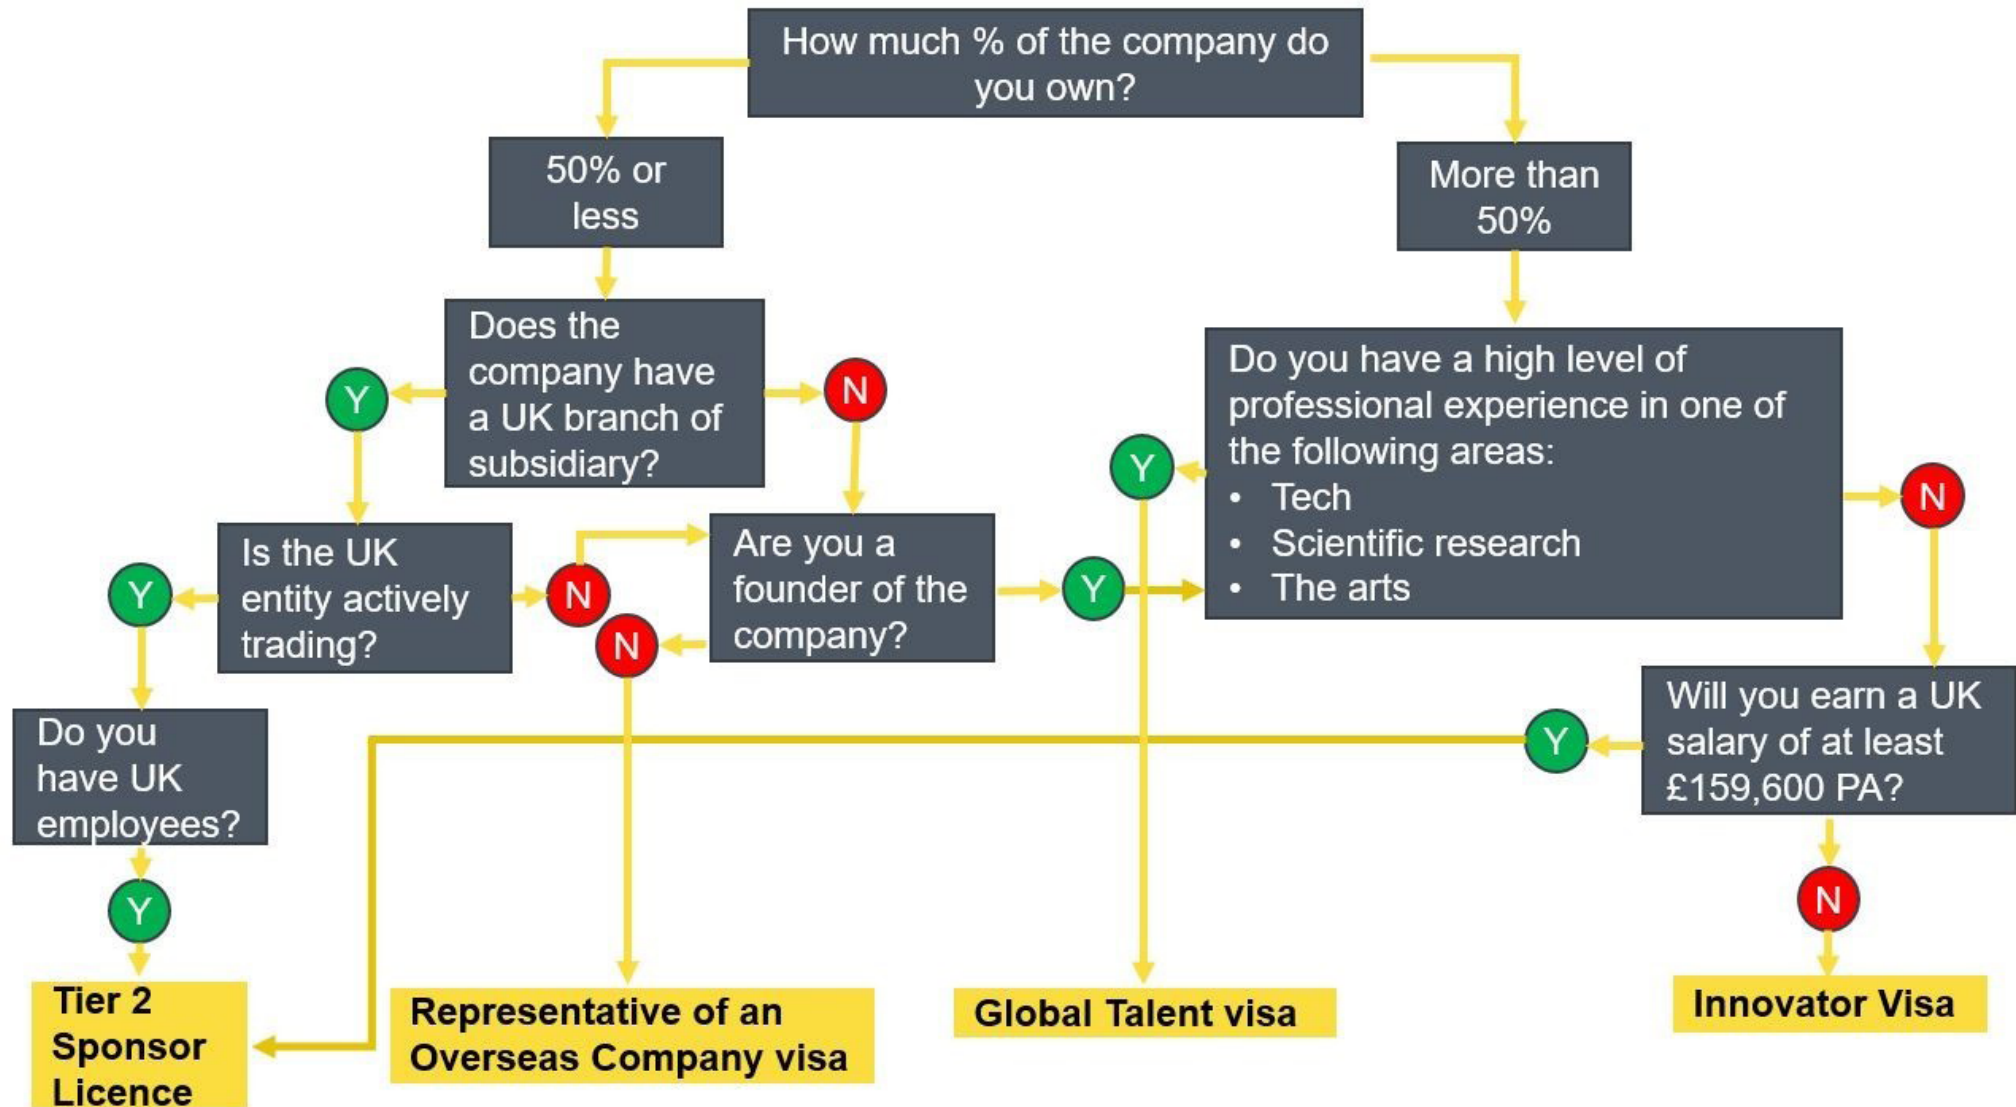 How much % of the company do
you own?
50% or
less
More than
50%
Does the
company have
a UK branch of
subsidiary?
Y
N
Do you have a high level of
professional experience in one of
the following areas:
• Tech
• Scientific research
• The arts
Y
N
Is the UK
entity actively
trading?
Y
N
Are you a
founder of the
company?
N
Y
Do you
have UK
employees?
Y
Will you earn a UK
salary of at least
£159,600 PA?
Y
N
Tier 2
Sponsor
Licence
Representative of an
Overseas Company visa
Global Talent visa
Innovator Visa